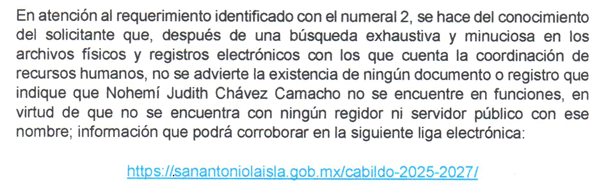 En atención al requerimiento identificado con el numeral 2, se hace del conocimiento
del solicitante que, después de una búsqueda exhaustiva y minuciosa en los
archivos físicos y registros electrónicos con los que cuenta la coordinación de
recursos humanos, no se advierte la existencia de ningún documento o registro que
indique que Nohemí Judith Chávez Camacho no se encuentre en funciones, en
virtud de que no se encuentra con ningún regidor ni servidor público con ese
nombre; información que podrá corroborar en la siguiente liga electrónica:
https://sanantoniolaisla.gob.mx/cabildo-2025-2027/